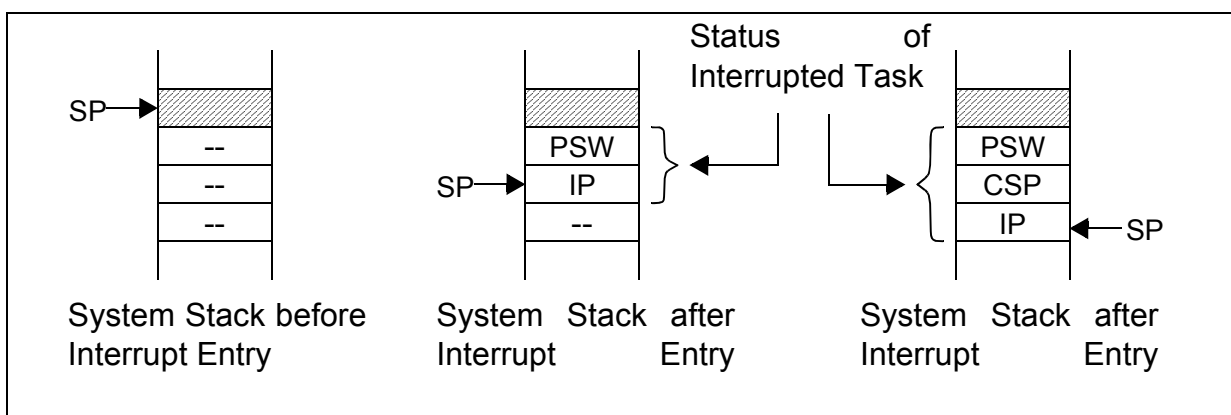 Status of
Interrupted Task
SP
--
--
--
PSW
IP
--
SP
PSW
CSP
IP
SP
System Stack before
Interrupt Entry
System Stack after
Interrupt Entry
System Stack after
Interrupt Entry